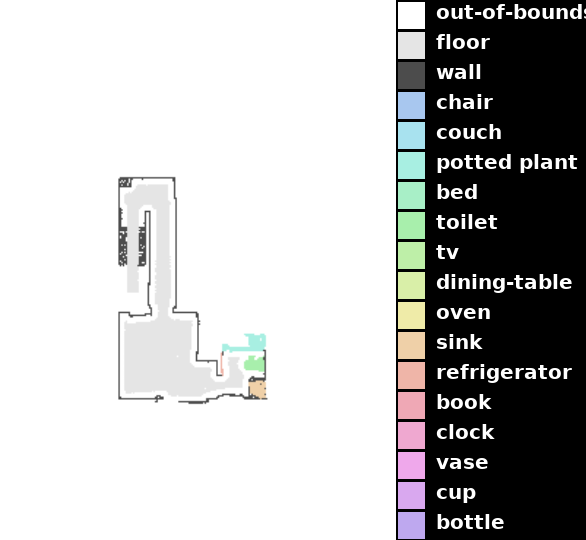 out-of-bounds
floor
wall
chair
couch
potted plant
bed
toilet
tv
dining-table
oven
sink
refrigerator
book
clock
vase
cup
bottle